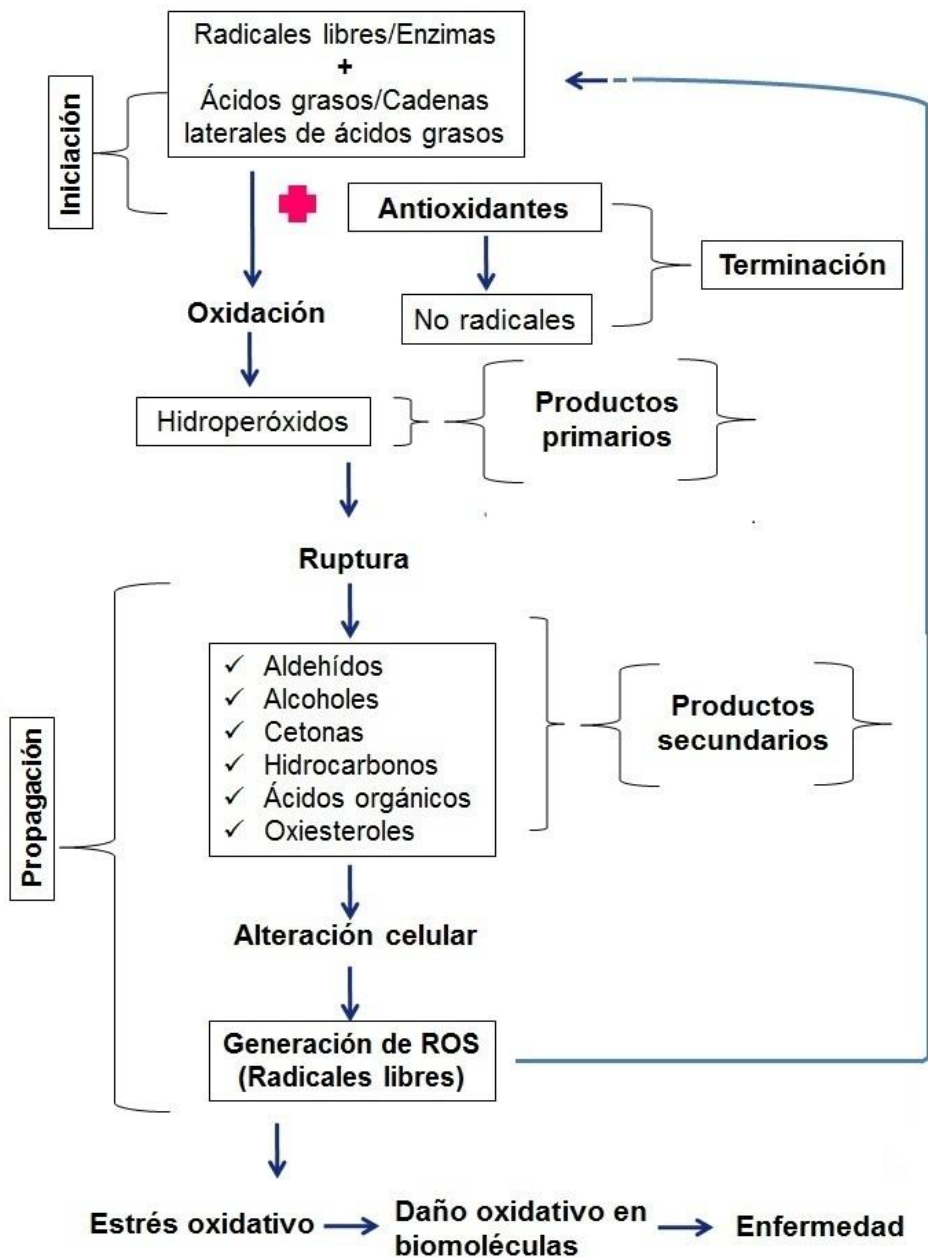 Radicales libres/Enzimas
+
Ácidos grasos/Cadenas
laterales de ácidos grasos
Iniciación
Antioxidantes
Terminación
No radicales
Oxidación
Hidroperóxidos
Productos
primarios
Ruptura
Propagación
✓ Aldehídos
✓ Alcoholes
✓ Cetonas
✓ Hidrocarbonos
✓ Ácidos orgánicos
✓ Oxiesteroles
Productos
secundarios
Alteración celular
Generación de ROS
(Radicales libres)
Estrés oxidativo
Daño oxidativo en
biomoléculas
Enfermedad